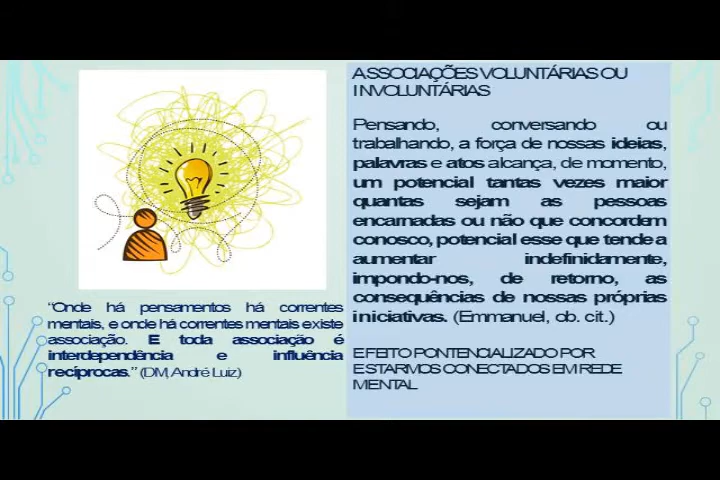 ASSOCIAÇÕES VOLUNTÁRIAS OU
INVOLUNTÁRIAS
Pensando, conversando ou
trabalhando, a força de nossas ideias,
palavras e atos alcança, de momento,
um potencial tantas vezes maior
quantas sejam as pessoas
encarnadas ou não que concordem
conosco, potencial esse que tende a
aumentar indefinidamente,
impondo-nos, de retorno, as
consequências de nossas próprias
iniciativas. (Emmanuel, ob. cit.)
EFEITO PONTENCIALIZADO POR
ESTARMOS CONECTADOS EM REDE
MENTAL
“Onde há pensamentos há correntes
mentais, e onde há correntes mentais existe
associação. E toda associação é
interdependência e influência
recíprocas.” (DM, André Luiz)